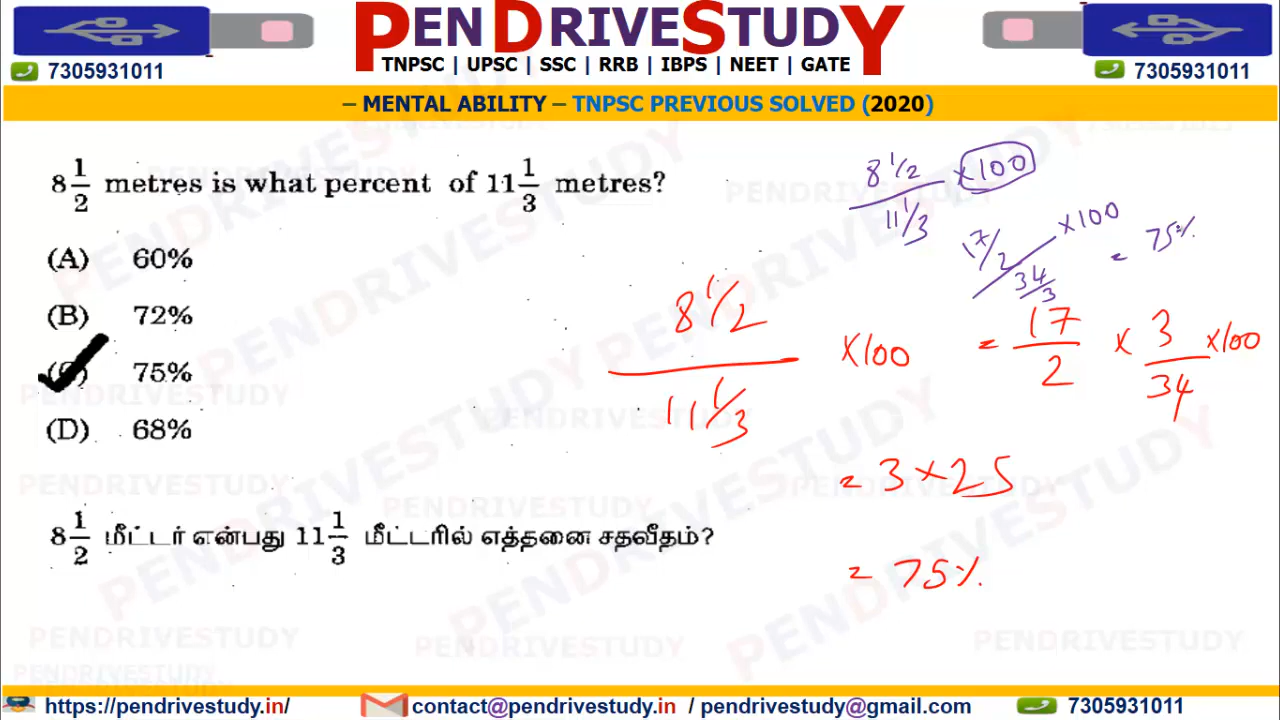 PENDRIVESTUDY
TNPSC | UPSC | SSC | RRB | IBPS | NEET | GATE
7305931011
7305931011
– MENTAL ABILITY – TNPSC PREVIOUS SOLVED (2020)
8 1/2 metres is what percent of 11 1/3 metres?
(A) 60%
(B) 72%
(C) 75%
(D) 68%
8 1/2 மீட்டர் என்பது 11 1/3 மீட்டரில் எத்தனை சதவீதம்?
8 1/2 / 11 1/3 ×100
17/2 / 34/3 ×100 = 75%
8 1/2 / 11 1/3 ×100 = 17/2 × 3/34 ×100
= 3×25
= 75%
PENDRIVESTUDY
https://pendrivestudy.in/
contact@pendrivestudy.in / pendrivestudy@gmail.com
7305931011